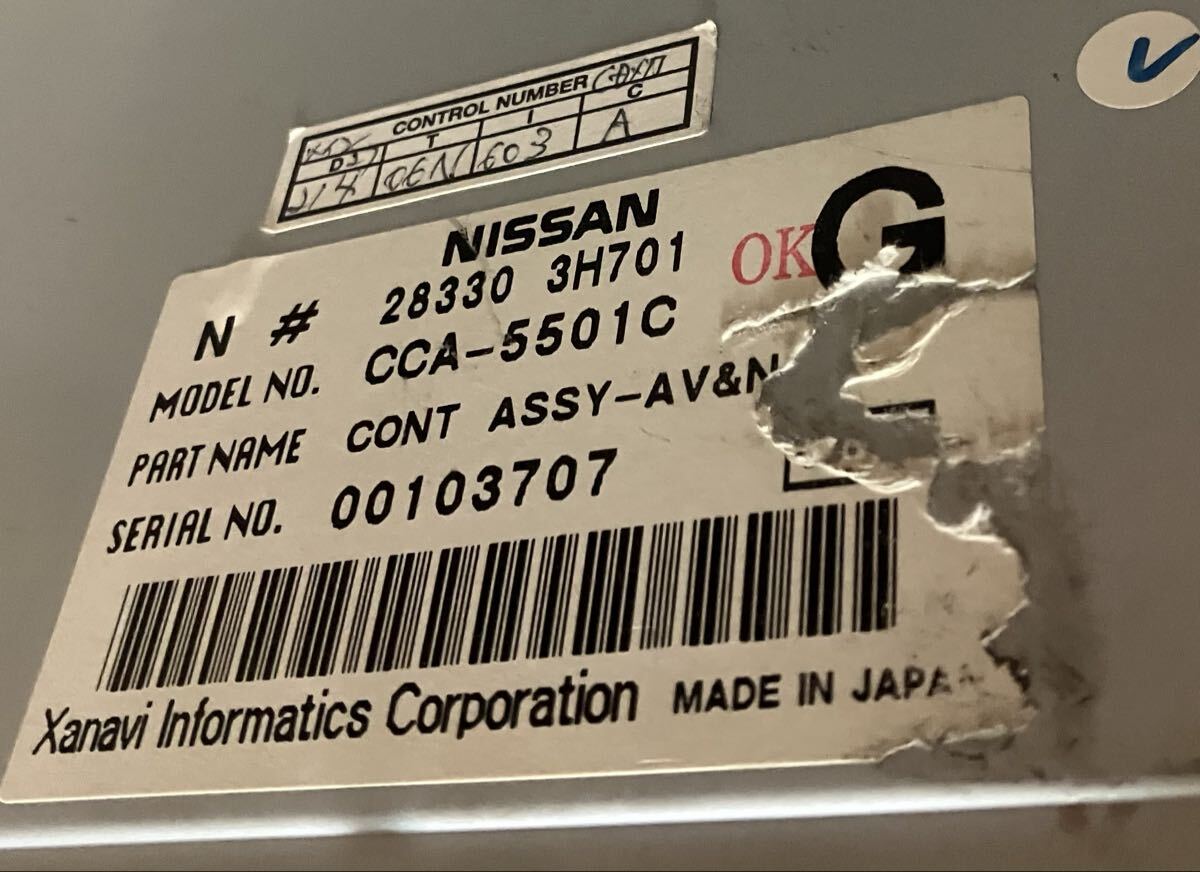 CONTROL NUMBER
D T I C
603 A
NISSAN
OK G
N # 28330 3H701
MODEL NO. CCA-5501C
PART NAME CONT ASSY-AV&N
SERIAL NO. 00103707
Xanavi Informatics Corporation MADE IN JAPA